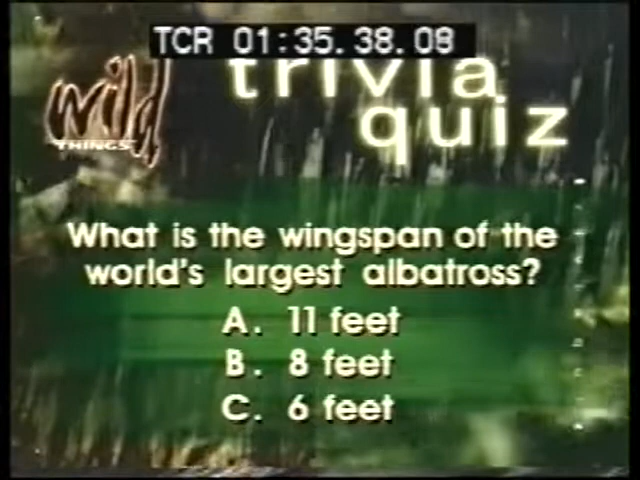 TCR 01:35.38.08
wild
THINGS
trivia
quiz
What is the wingspan of the
world's largest albatross?
A. 11 feet
B. 8 feet
C. 6 feet